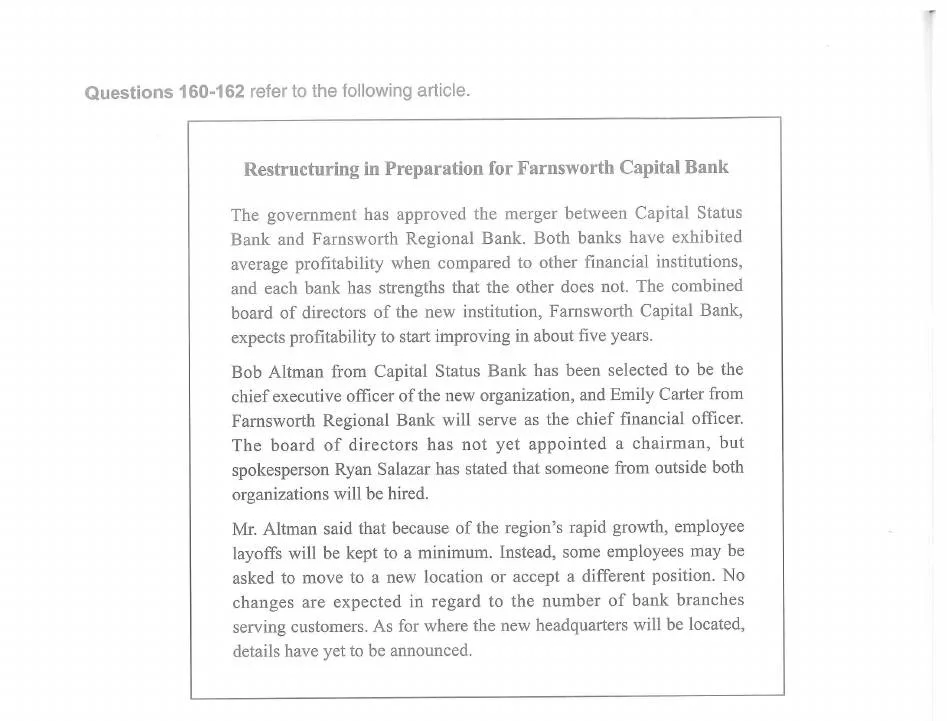 Questions 160-162 refer to the following article.
Restructuring in Preparation for Farnsworth Capital Bank
The government has approved the merger between Capital Status
Bank and Farnsworth Regional Bank. Both banks have exhibited
average profitability when compared to other financial institutions,
and each bank has strengths that the other does not. The combined
board of directors of the new institution, Farnsworth Capital Bank,
expects profitability to start improving in about five years.
Bob Altman from Capital Status Bank has been selected to be the
chief executive officer of the new organization, and Emily Carter from
Farnsworth Regional Bank will serve as the chief financial officer.
The board of directors has not yet appointed a chairman, but
spokesperson Ryan Salazar has stated that someone from outside both
organizations will be hired.
Mr. Altman said that because of the region's rapid growth, employee
layoffs will be kept to a minimum. Instead, some employees may be
asked to move to a new location or accept a different position. No
changes are expected in regard to the number of bank branches
serving customers. As for where the new headquarters will be located,
details have yet to be announced.